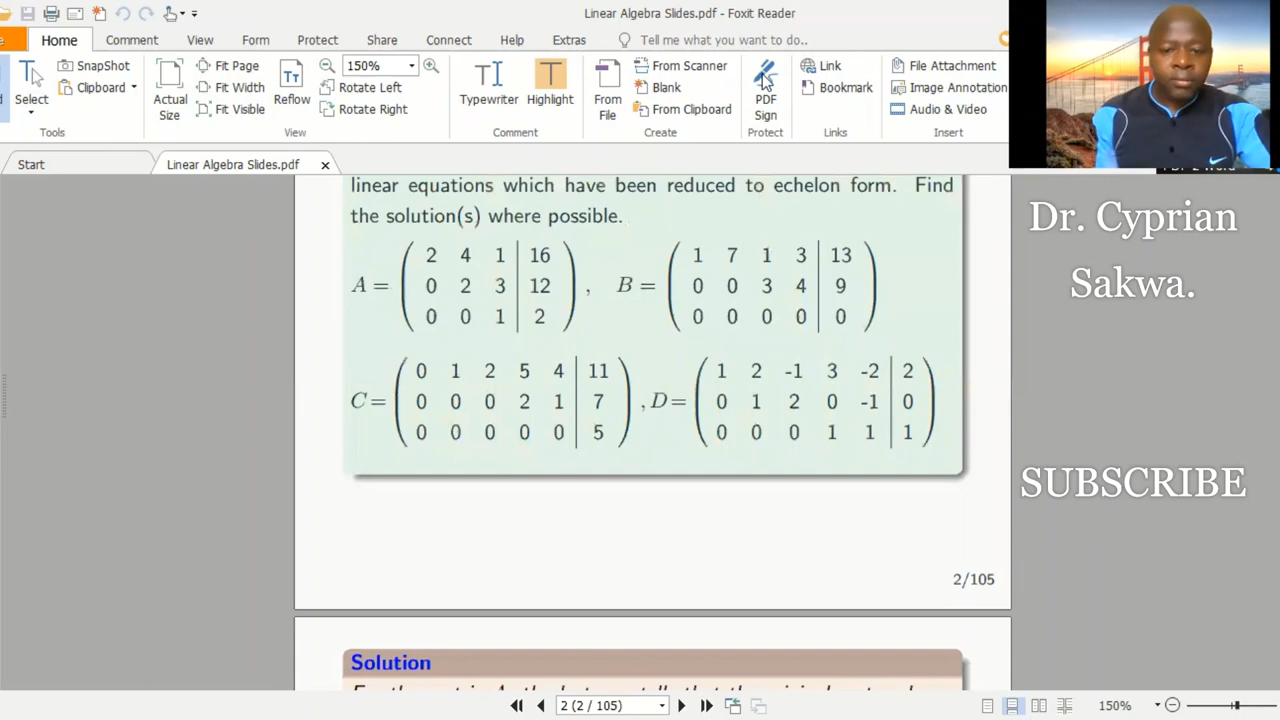 Linear Algebra Slides.pdf - Foxit Reader
Home Comment View Form Protect Share Connect Help Extras Tell me what you want to do..
SnapShot Fit Page 150% From Scanner Link File Attachment
Select Clipboard Actual Size Fit Width Reflow Rotate Left Typewriter Highlight From File Blank PDF Sign Bookmark Image Annotation
Fit Visible Rotate Right From Clipboard Audio & Video
Tools View Comment Create Protect Links Insert
Start Linear Algebra Slides.pdf
linear equations which have been reduced to echelon form. Find
the solution(s) where possible.
2 4 1 16 1 7 1 3 13
A = 0 2 3 12 , B = 0 0 3 4 9
0 0 1 2 0 0 0 0 0
0 1 2 5 4 11 1 2 -1 3 -2 2
C = 0 0 0 2 1 7 , D = 0 1 2 0 -1 0
0 0 0 0 0 5 0 0 0 1 1 1
2/105
Solution
Dr. Cyprian
Sakwa.
SUBSCRIBE
2 (2 / 105) 150%